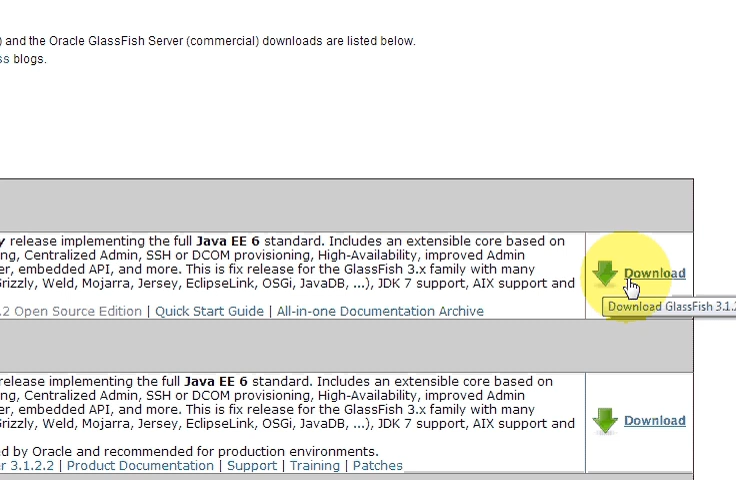 ) and the Oracle GlassFish Server (commercial) downloads are listed below.
ss blogs.
y release implementing the full Java EE 6 standard. Includes an extensible core based on
ng, Centralized Admin, SSH or DCOM provisioning, High-Availability, improved Admin
er, embedded API, and more. This is fix release for the GlassFish 3.x family with many
Grizzly, Weld, Mojarra, Jersey, EclipseLink, OSGi, JavaDB, ...), JDK 7 support, AIX support and
.2 Open Source Edition | Quick Start Guide | All-in-one Documentation Archive
Download
Download GlassFish 3.1.2
release implementing the full Java EE 6 standard. Includes an extensible core based on
ng, Centralized Admin, SSH or DCOM provisioning, High-Availability, improved Admin
er, embedded API, and more. This is fix release for the GlassFish 3.x family with many
Grizzly, Weld, Mojarra, Jersey, EclipseLink, OSGi, JavaDB, ...), JDK 7 support, AIX support and
ed by Oracle and recommended for production environments.
r 3.1.2.2 | Product Documentation | Support | Training | Patches
Download